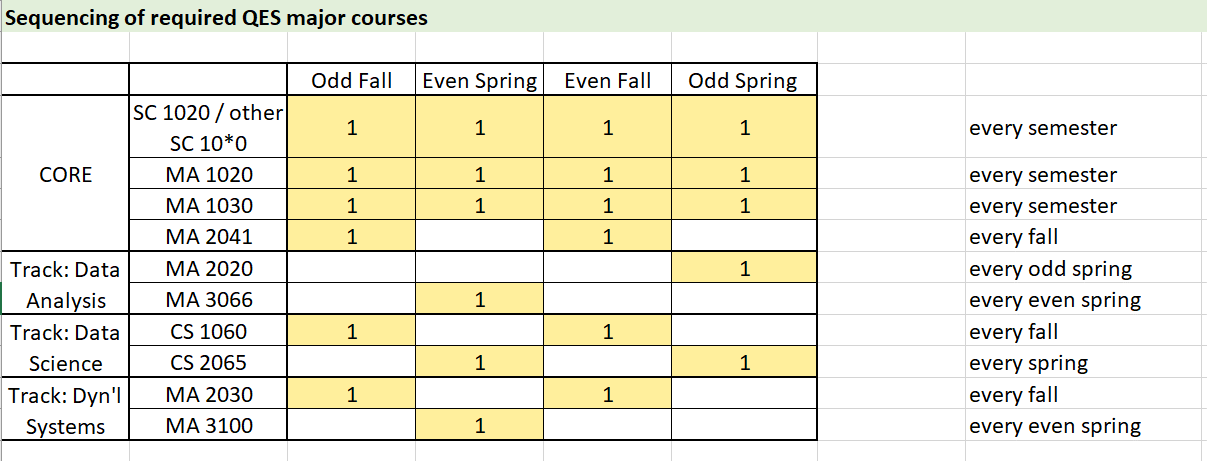 Sequencing of required QES major courses
Odd Fall Even Spring Even Fall Odd Spring
SC 1020 / other
SC 10*0 1 1 1 1 every semester
CORE MA 1020 1 1 1 1 every semester
MA 1030 1 1 1 1 every semester
MA 2041 1 1 every fall
Track: Data MA 2020 1 every odd spring
Analysis MA 3066 1 every even spring
Track: Data CS 1060 1 1 every fall
Science CS 2065 1 1 every spring
Track: Dyn'l MA 2030 1 1 every fall
Systems MA 3100 1 every even spring